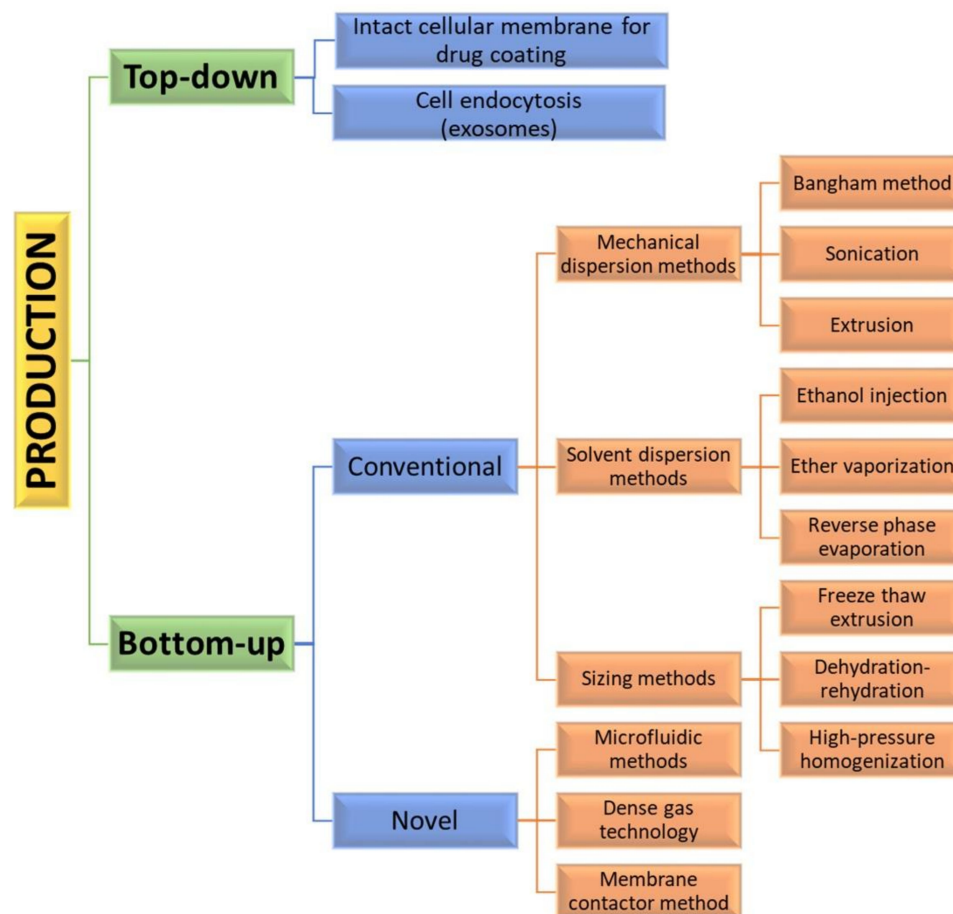 PRODUCTION
Top-down
Intact cellular membrane for
drug coating
Cell endocytosis
(exosomes)
Bottom-up
Conventional
Mechanical
dispersion methods
Bangham method
Sonication
Extrusion
Solvent dispersion
methods
Ethanol injection
Ether vaporization
Reverse phase
evaporation
Sizing methods
Freeze thaw
extrusion
Dehydration-
rehydration
High-pressure
homogenization
Novel
Microfluidic
methods
Dense gas
technology
Membrane
contactor method